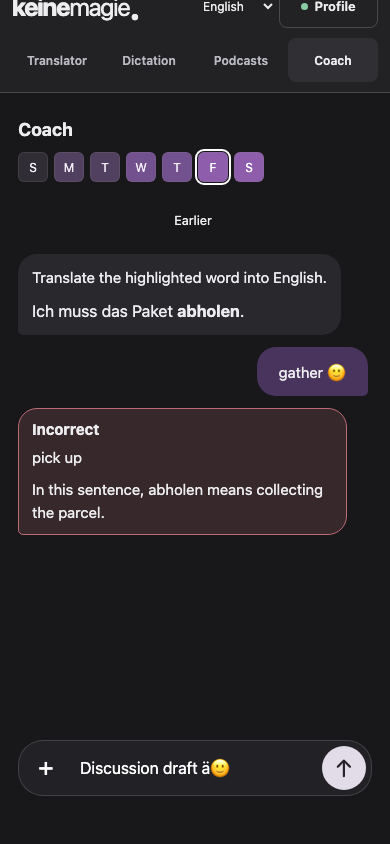 keinemagie.
English
Profile
Translator
Dictation
Podcasts
Coach
Coach
S
M
T
W
T
F
S
Earlier
Translate the highlighted word into English.
Ich muss das Paket abholen.
gather 🙂
Incorrect
pick up
In this sentence, abholen means collecting
the parcel.
+
Discussion draft ä🙂